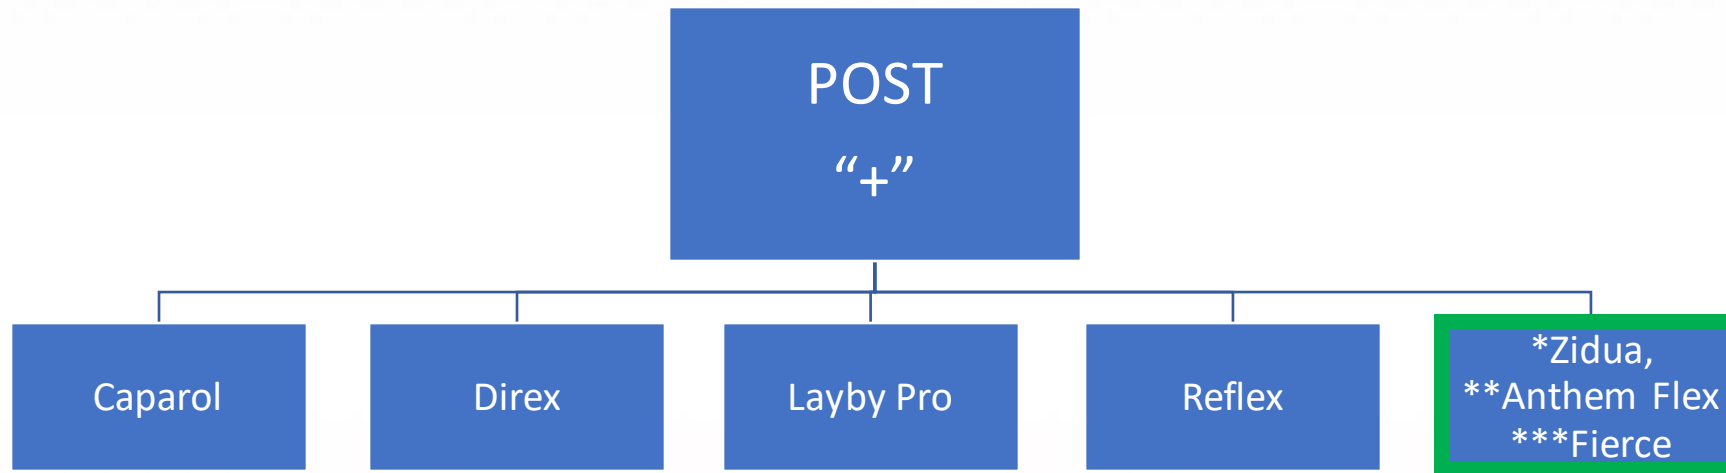 POST
“+”
Caparol
Direx
Layby Pro
Reflex
*Zidua,
**Anthem Flex
***Fierce